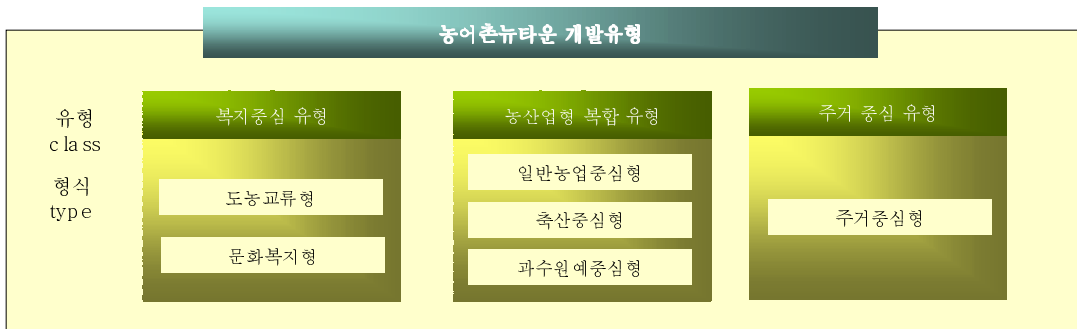 농어촌뉴타운 개발유형
유형
class
형식
type
복지중심 유형
도농교류형
문화복지형
농산업형 복합 유형
일반농업중심형
축산중심형
과수원예중심형
주거 중심 유형
주거중심형